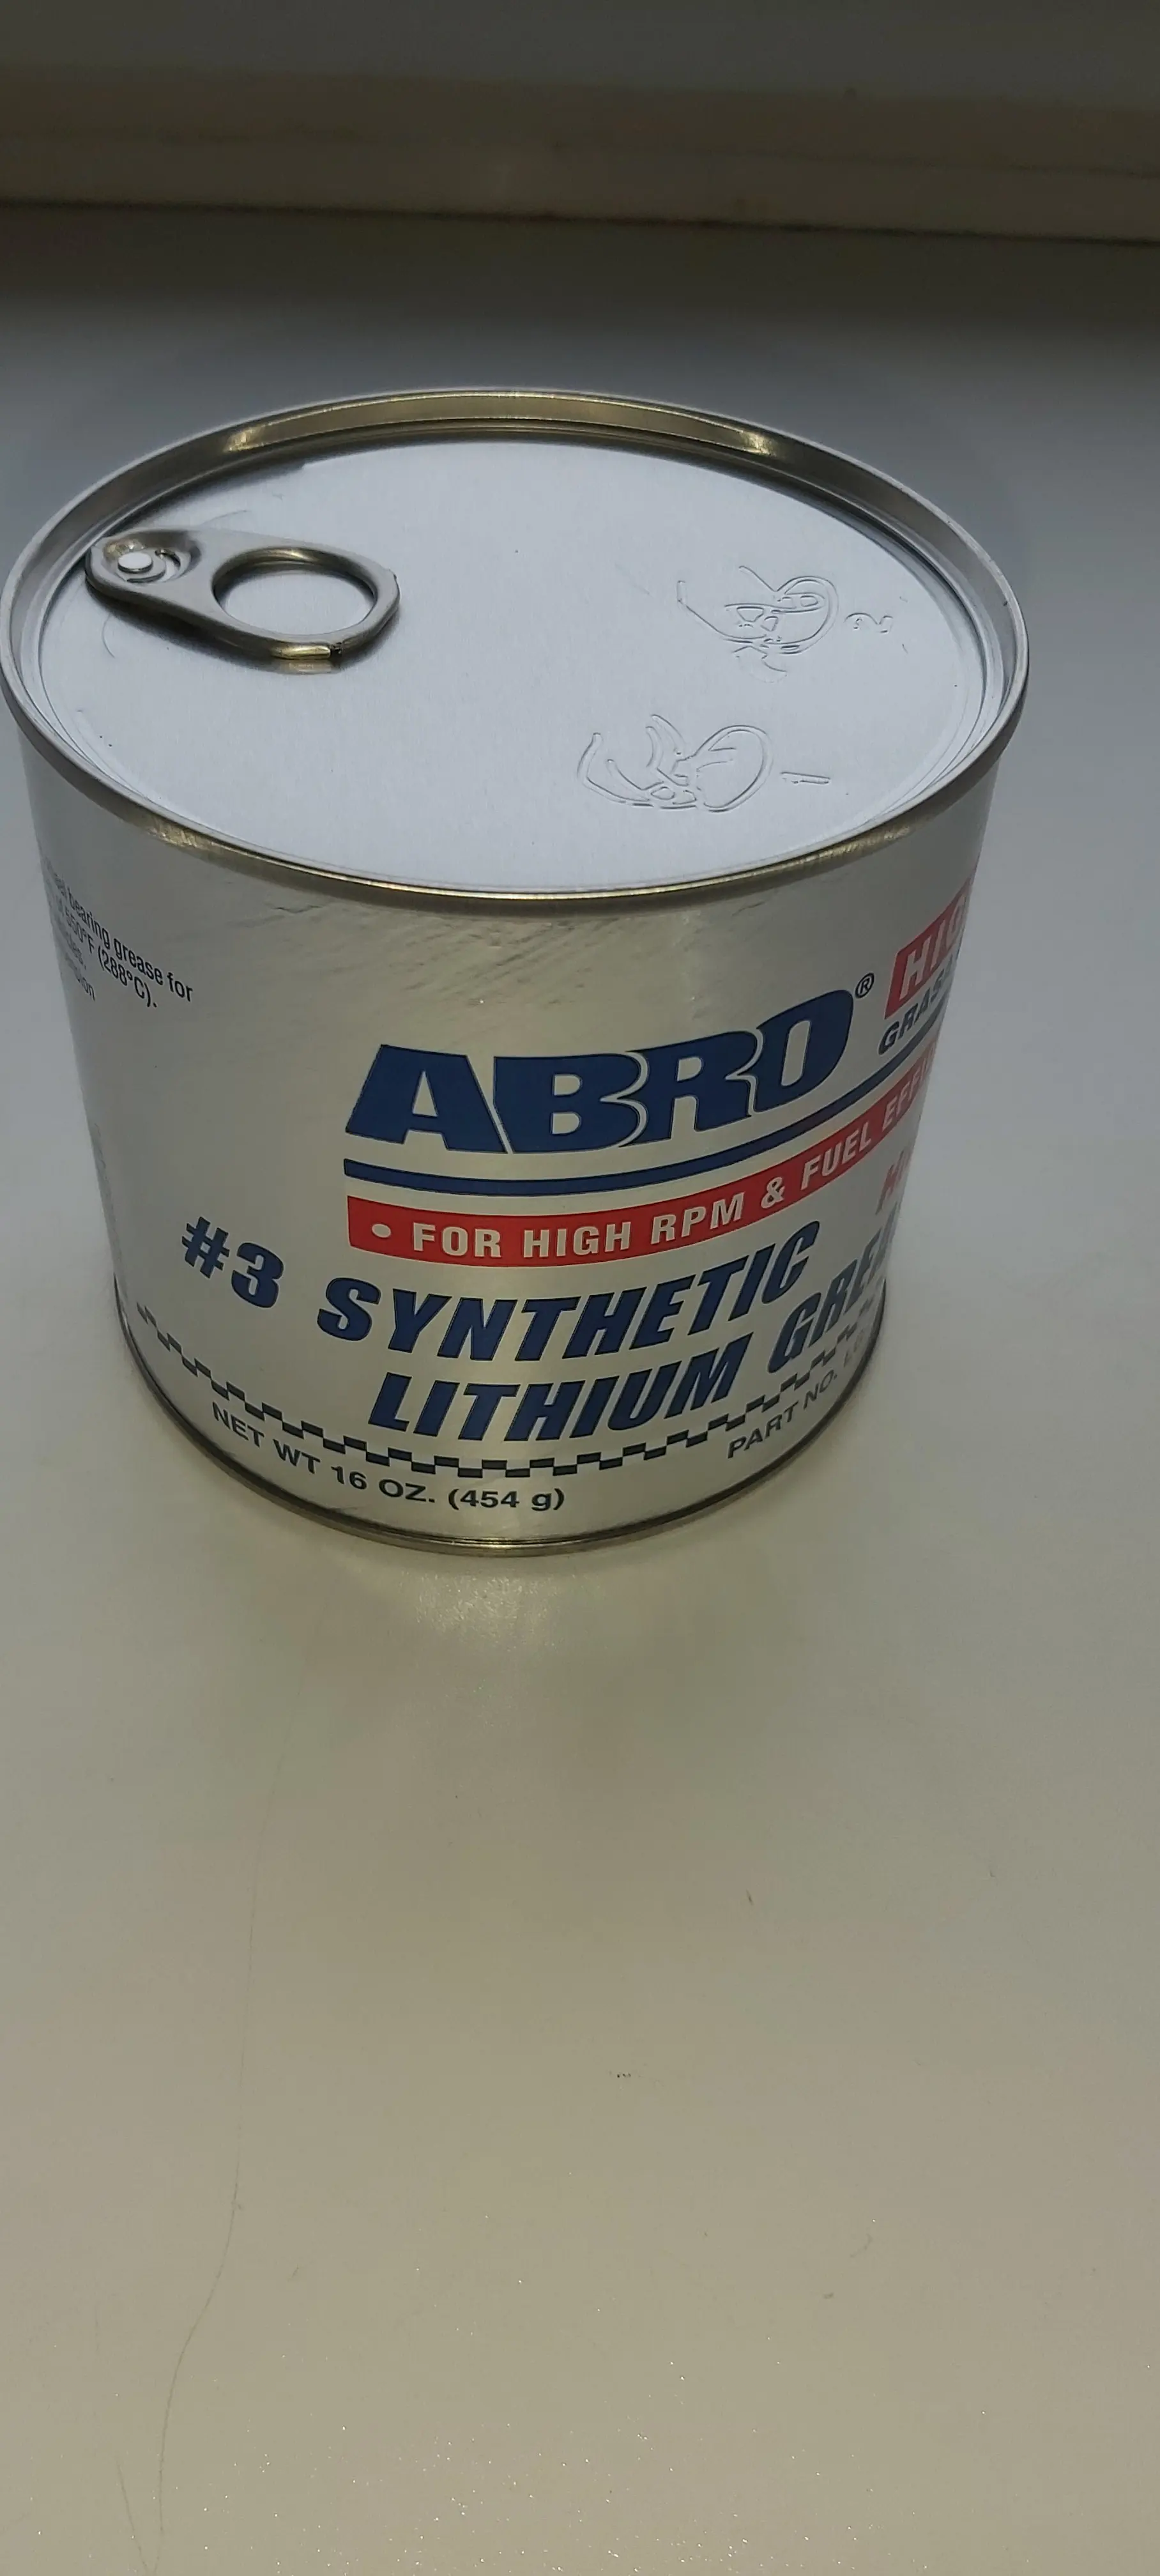 bearing grease for
550°F (288°C).
ABRO®
• FOR HIGH RPM & FUEL
#3 SYNTHETIC
LITHIUM
NET WT 16 OZ. (454 g)
PART NO.